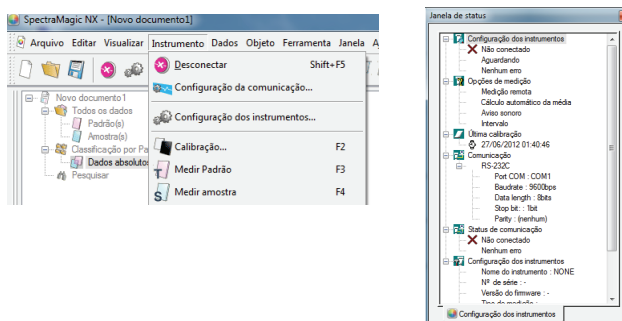 SpectraMagic NX - [Novo documento1]
Arquivo Editar Visualizar Instrumento Dados Objeto Ferramenta Janela
Desconectar Shift+F5
Configuração da comunicação...
Configuração dos instrumentos...
Calibração... F2
Medir Padrão F3
Medir amostra F4
Novo documento1
Todos os dados
Padrão(s)
Amostra(s)
Classificação por Pa
Dados absolutos
Pesquisar
Janela de status
Configuração dos instrumentos
Não conectado
Aguardando
Nenhum erro
Opções de medição
Medição remota
Cálculo automático da média
Aviso sonoro
Intervalo
Última calibração
27/06/2012 01:40:46
Comunicação
RS-232C
Port COM : COM1
Baudrate : 9600bps
Data length : 8bits
Stop bit: : 1bit
Parity : (nenhum)
Status de comunicação
Não conectado
Nenhum erro
Configuração dos instrumentos
Nome do instrumento : NONE
Nº de série : -
Versão do firmware : -
Configuração dos instrumentos